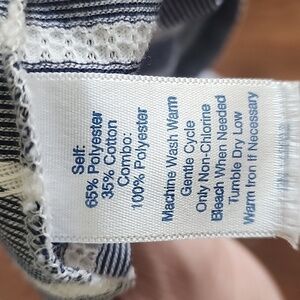 Self:
65% Polyester
35% Cotton
Combo:
100% Polyester
Machine Wash Warm
Gentle Cycle
Only Non-Chlorine
Bleach When Needed
Tumble Dry Low
Warm Iron If Necessary